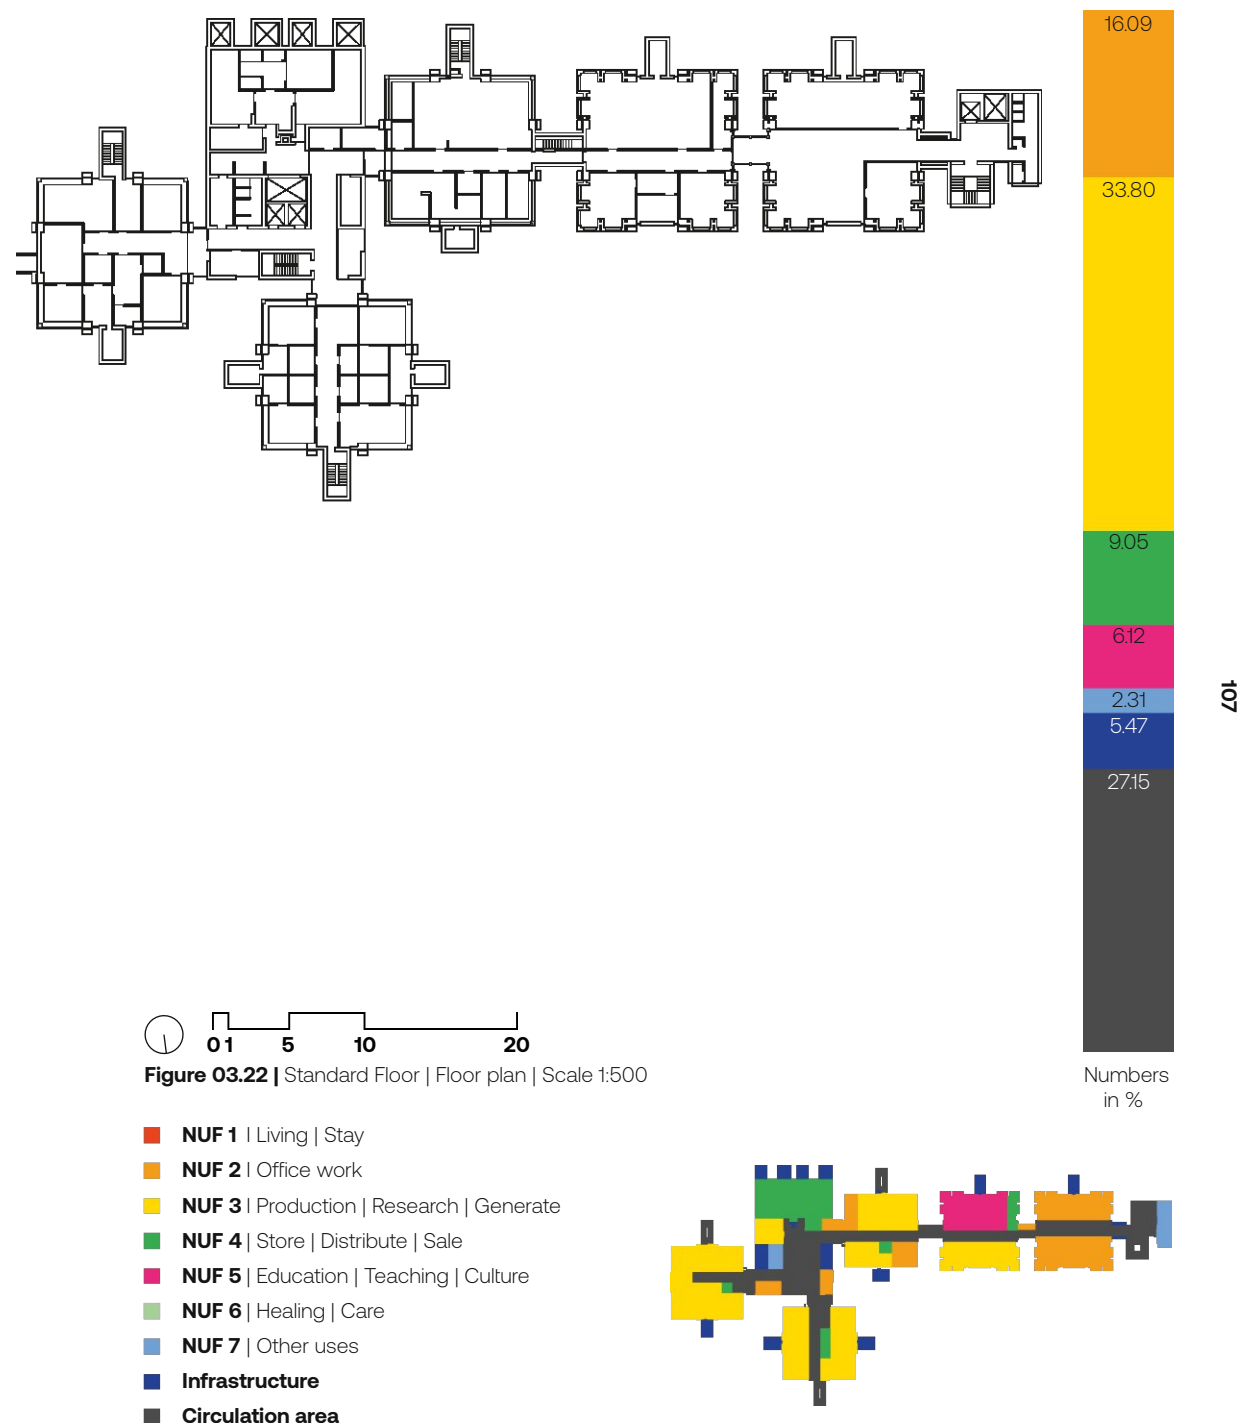 16.09
33.80
9.05
6.12
2.31
5.47
27.15
107
Numbers
in %
0 1 5 10 20
Figure 03.22 | Standard Floor | Floor plan | Scale 1:500
NUF 1 | Living | Stay
NUF 2 | Office work
NUF 3 | Production | Research | Generate
NUF 4 | Store | Distribute | Sale
NUF 5 | Education | Teaching | Culture
NUF 6 | Healing | Care
NUF 7 | Other uses
Infrastructure
Circulation area